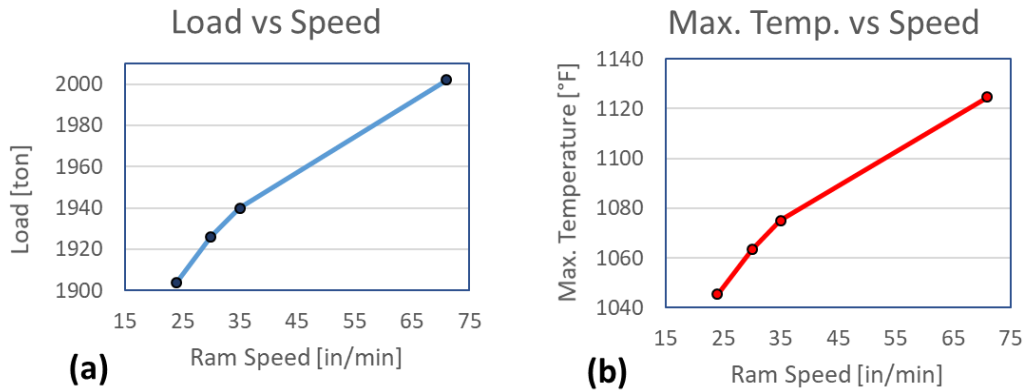 Load vs Speed
Load [ton]
2000
1980
1960
1940
1920
1900
15 25 35 45 55 65 75
Ram Speed [in/min]
(a)
Max. Temp. vs Speed
Max. Temperature [°F]
1140
1120
1100
1080
1060
1040
15 25 35 45 55 65 75
Ram Speed [in/min]
(b)